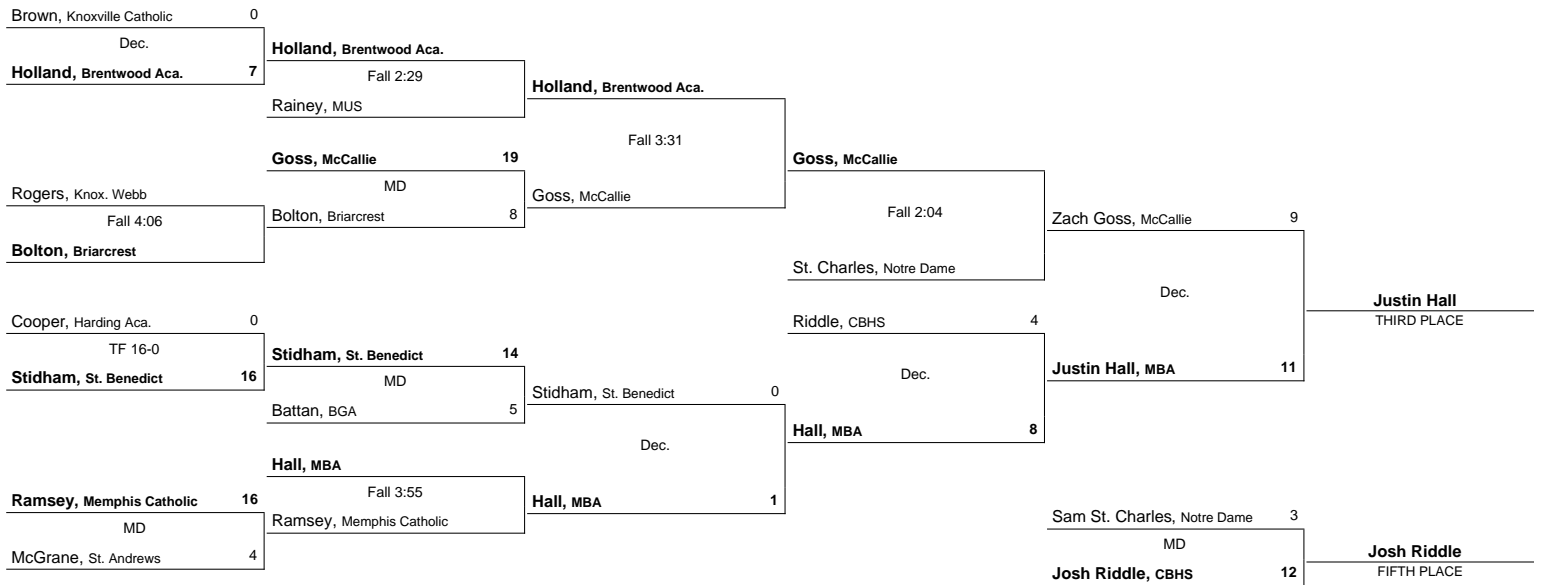 Brown, Knoxville Catholic 0
Dec.
Holland, Brentwood Aca. 7
Rogers, Knox. Webb
Fall 4:06
Bolton, Briarcrest
Cooper, Harding Aca. 0
TF 16-0
Stidham, St. Benedict 16
Ramsey, Memphis Catholic 16
MD
McGrane, St. Andrews 4
Holland, Brentwood Aca.
Fall 2:29
Rainey, MUS
Goss, McCallie 19
MD
Bolton, Briarcrest 8
Stidham, St. Benedict 14
MD
Battan, BGA 5
Hall, MBA
Fall 3:55
Ramsey, Memphis Catholic
Holland, Brentwood Aca.
Fall 3:31
Goss, McCallie
Stidham, St. Benedict 0
Dec.
Hall, MBA 1
Goss, McCallie
Fall 2:04
St. Charles, Notre Dame
Riddle, CBHS 4
Dec.
Hall, MBA 8
Zach Goss, McCallie 9
Dec.
Justin Hall, MBA 11
Justin Hall
THIRD PLACE
Sam St. Charles, Notre Dame 3
MD
Josh Riddle, CBHS 12
Josh Riddle
FIFTH PLACE